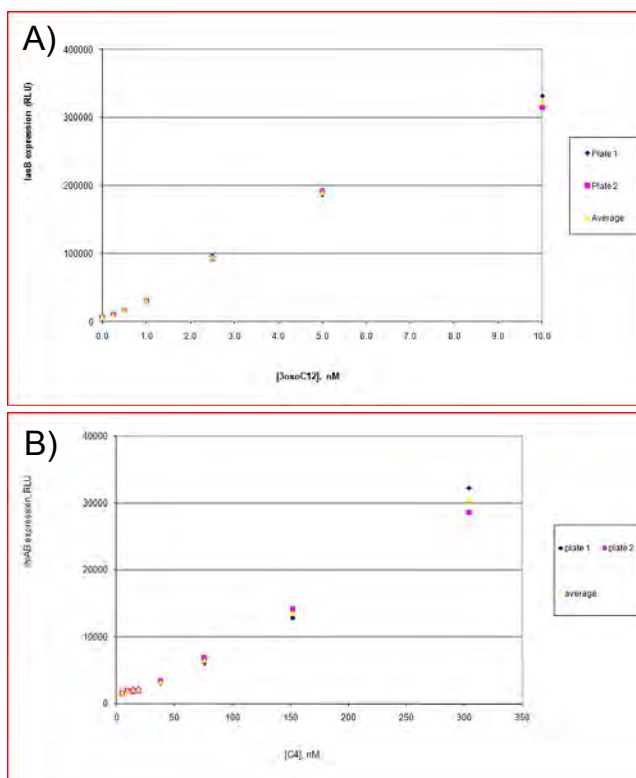 A)
400000
300000
200000
100000
0
lasB expression (RLU)
0.0 1.0 2.0 3.0 4.0 5.0 6.0 7.0 8.0 9.0 10.0
[3oxoC12], nM
Plate 1
Plate 2
Average
B)
40000
30000
20000
10000
0
rhlAB expression, RLU
0 50 100 150 200 250 300 350
[C4], nM
plate 1 plate 2
average